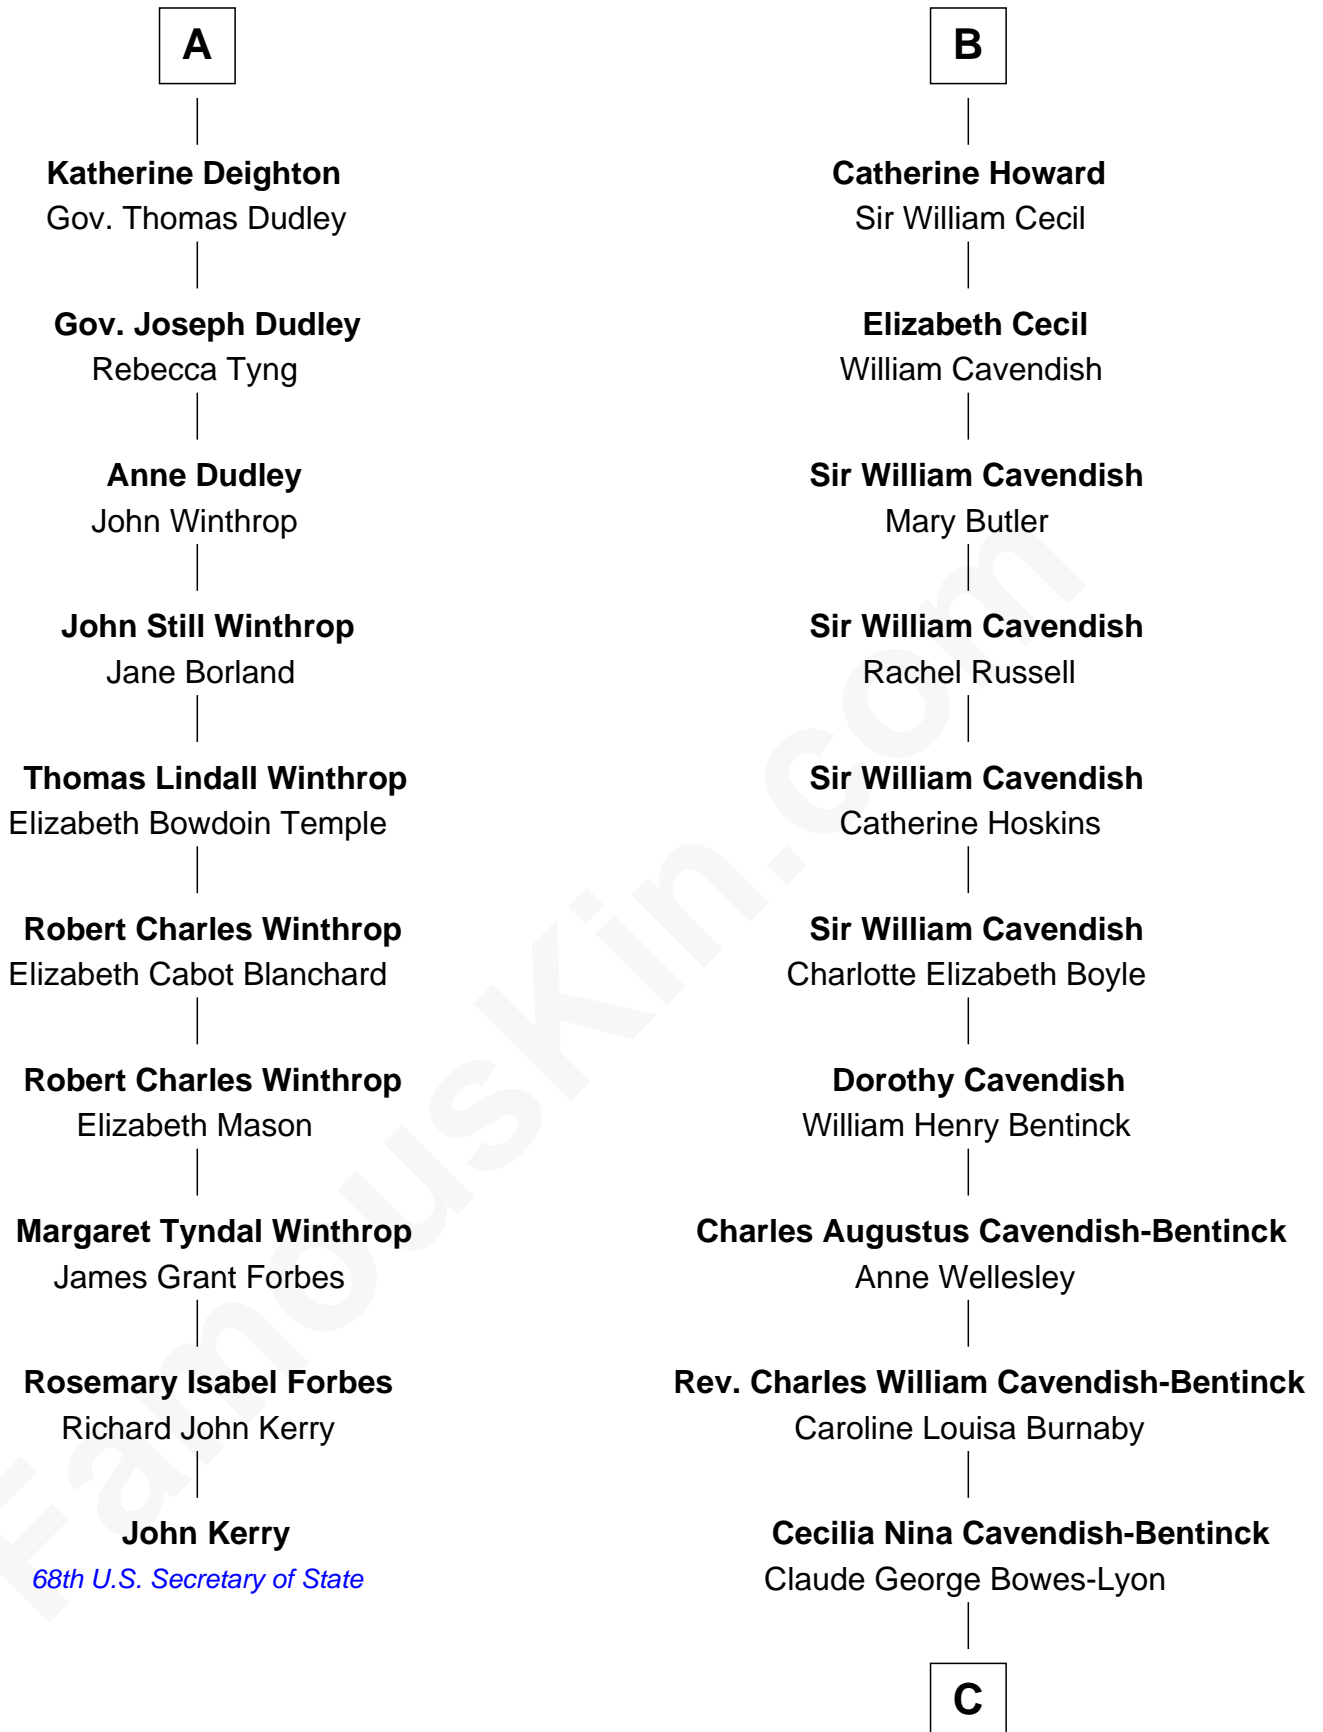 A
Katherine Deighton
Gov. Thomas Dudley
Gov. Joseph Dudley
Rebecca Tyng
Anne Dudley
John Winthrop
John Still Winthrop
Jane Borland
Thomas Lindall Winthrop
Elizabeth Bowdoin Temple
Robert Charles Winthrop
Elizabeth Cabot Blanchard
Robert Charles Winthrop
Elizabeth Mason
Margaret Tyndal Winthrop
James Grant Forbes
Rosemary Isabel Forbes
Richard John Kerry
John Kerry
68th U.S. Secretary of State
B
Catherine Howard
Sir William Cecil
Elizabeth Cecil
William Cavendish
Sir William Cavendish
Mary Butler
Sir William Cavendish
Rachel Russell
Sir William Cavendish
Catherine Hoskins
Sir William Cavendish
Charlotte Elizabeth Boyle
Dorothy Cavendish
William Henry Bentinck
Charles Augustus Cavendish-Bentinck
Anne Wellesley
Rev. Charles William Cavendish-Bentinck
Caroline Louisa Burnaby
Cecilia Nina Cavendish-Bentinck
Claude George Bowes-Lyon
C
FamousKin.com